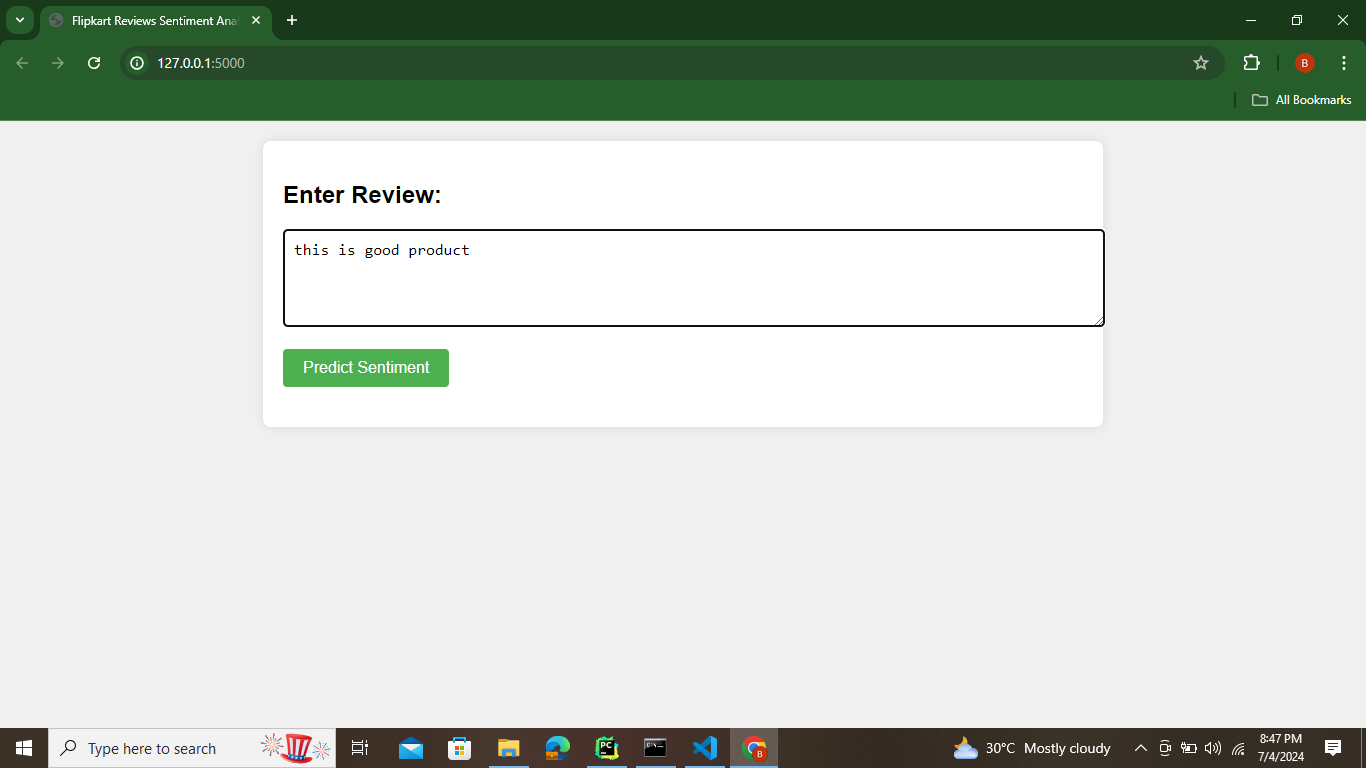 Flipkart Reviews Sentiment Ana
127.0.0.1:5000
B
All Bookmarks
Enter Review:
this is good product
Predict Sentiment
Type here to search
PC
B
30°C Mostly cloudy
8:47 PM
7/4/2024